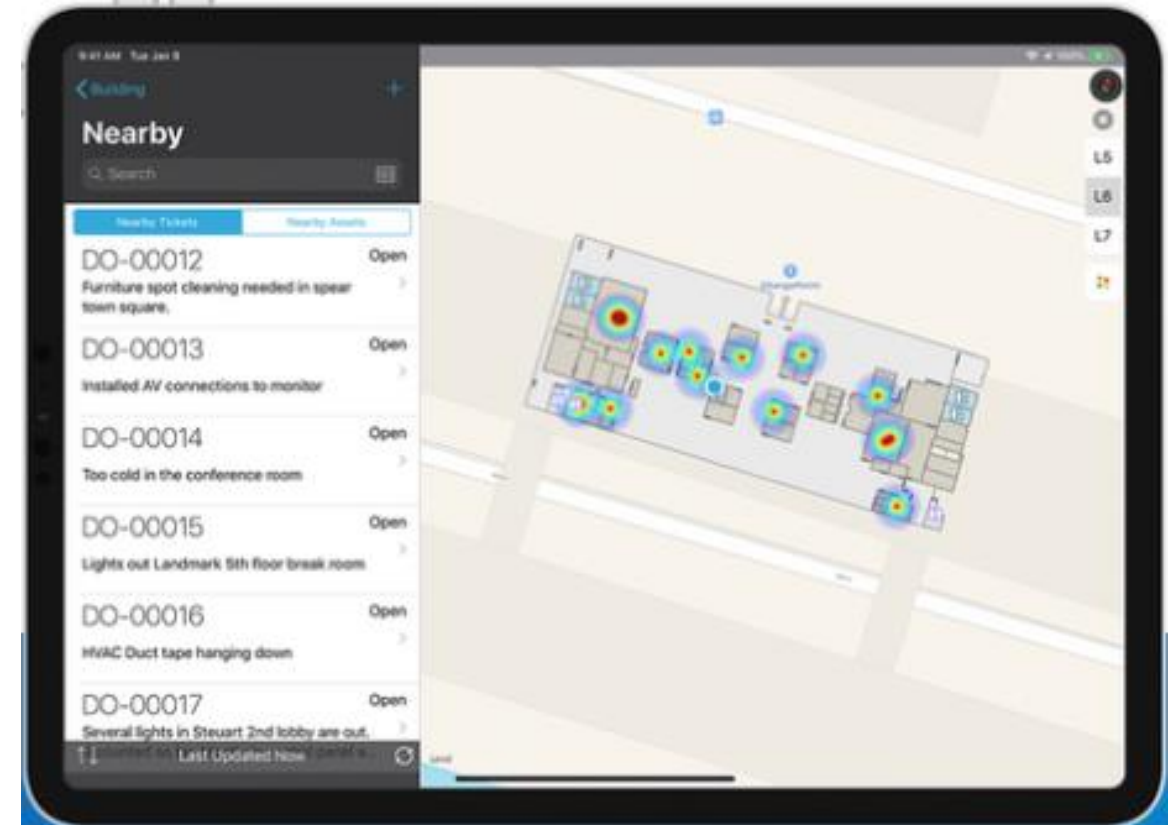 9:41 AM Tue Jan 8
100%
Building
+
Nearby
Search
Nearby Tickets
Nearby Assets
DO-00012
Open
Furniture spot cleaning needed in spear
town square.
DO-00013
Open
Installed AV connections to monitor
DO-00014
Open
Too cold in the conference room
DO-00015
Open
Lights out Landmark 5th floor break room
DO-00016
Open
HVAC Duct tape hanging down
DO-00017
Open
Several lights in Steuart 2nd lobby are out.
Last Updated Now
L5
L6
L7
Legal